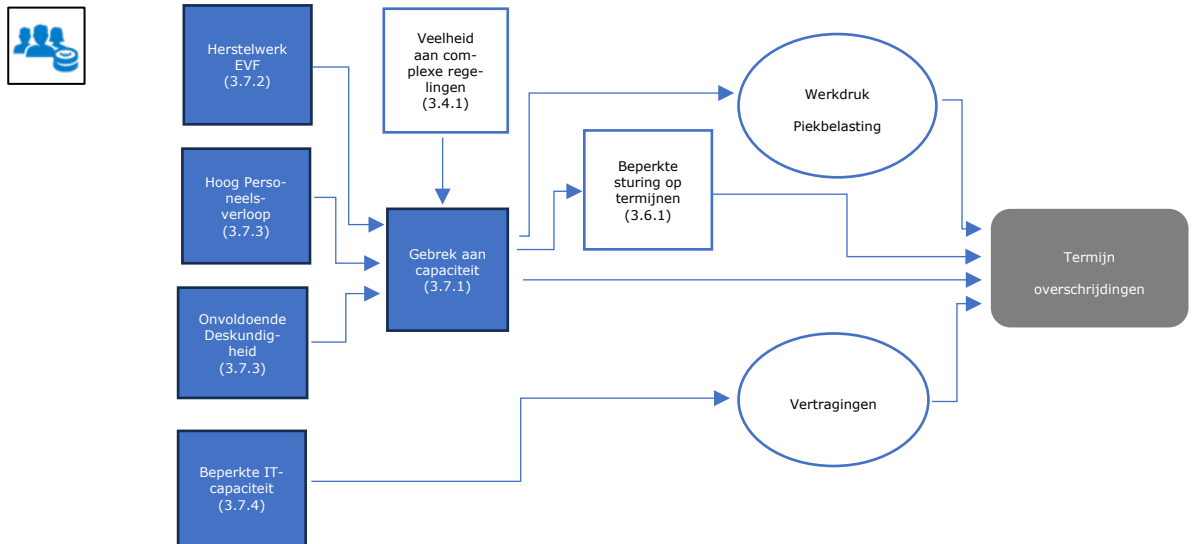 Herstelwerk
EVF
(3.7.2)
Veelheid
aan com-
plexe rege-
lingen
(3.4.1)
Werkdruk
Piekbelasting
Hoog Perso-
neels-
verloop
(3.7.3)
Beperkte
sturing op
termijnen
(3.6.1)
Gebrek aan
capaciteit
(3.7.1)
Termijn
overschrijdingen
Onvoldoende
Deskundig-
heid
(3.7.3)
Vertragingen
Beperkte IT-
capaciteit
(3.7.4)